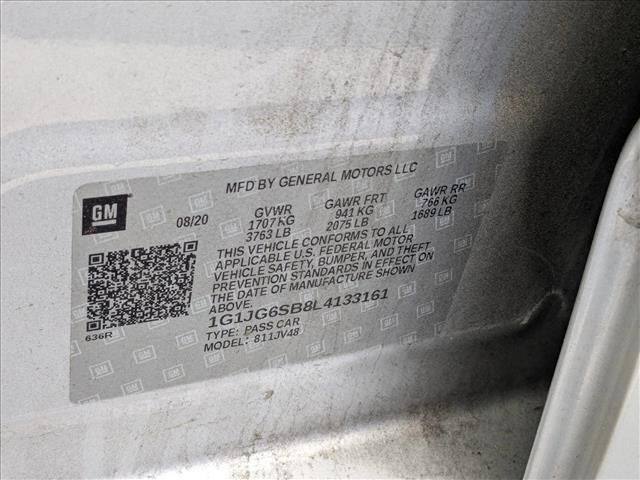 MFD BY GENERAL MOTORS LLC
GM
08/20
GVWR GAWR FRT GAWR RR
1707 KG 941 KG 766 KG
3763 LB 2075 LB 1689 LB
THIS VEHICLE CONFORMS TO ALL
APPLICABLE U.S. FEDERAL MOTOR
VEHICLE SAFETY, BUMPER, AND THEFT
PREVENTION STANDARDS IN EFFECT ON
THE DATE OF MANUFACTURE SHOWN
ABOVE.
1G1JG6SB8L4133161
TYPE: PASS CAR
MODEL: 811JV48
636R